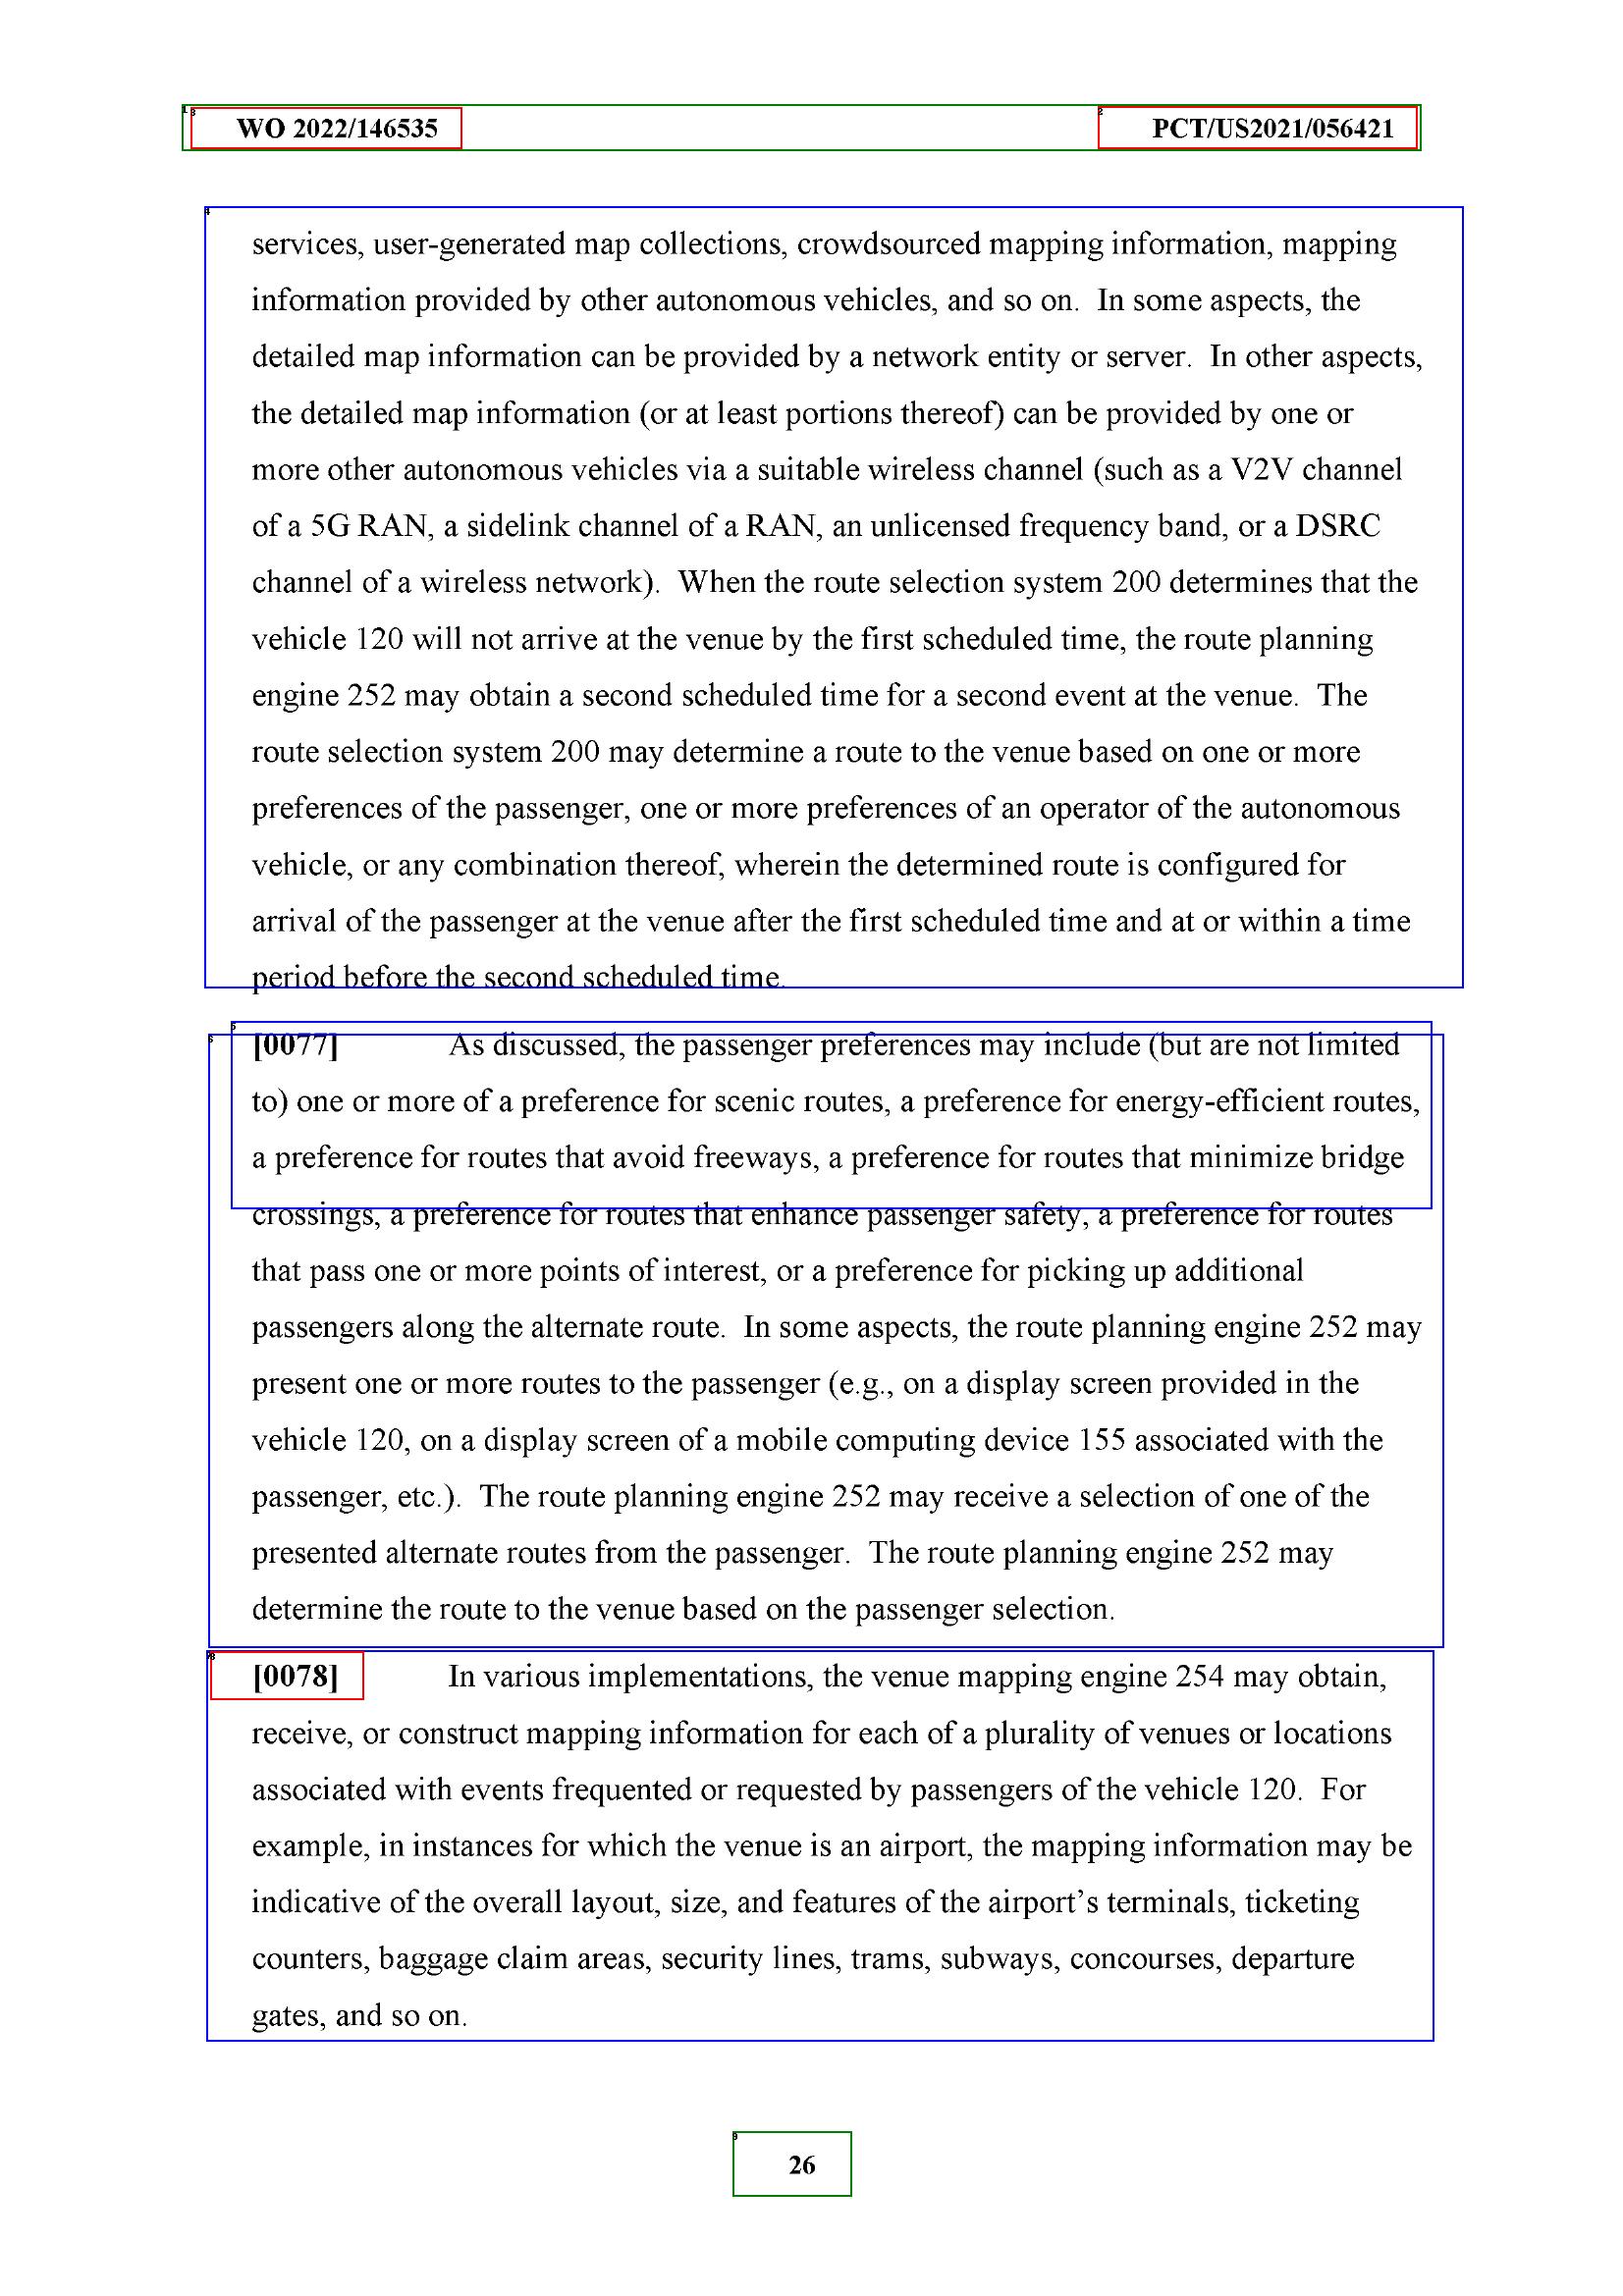 WO 2022/146535 PCT/US2021/056421
services, user-generated map collections, crowdsourced mapping information, mapping
information provided by other autonomous vehicles, and so on. In some aspects, the
detailed map information can be provided by a network entity or server. In other aspects,
the detailed map information (or at least portions thereof) can be provided by one or
more other autonomous vehicles via a suitable wireless channel (such as a V2V channel
of a 5G RAN, a sidelink channel of a RAN, an unlicensed frequency band, or a DSRC
channel of a wireless network). When the route selection system 200 determines that the
vehicle 120 will not arrive at the venue by the first scheduled time, the route planning
engine 252 may obtain a second scheduled time for a second event at the venue. The
route selection system 200 may determine a route to the venue based on one or more
preferences of the passenger, one or more preferences of an operator of the autonomous
vehicle, or any combination thereof, wherein the determined route is configured for
arrival of the passenger at the venue after the first scheduled time and at or within a time
period before the second scheduled time.
[0077] As discussed, the passenger preferences may include (but are not limited
to) one or more of a preference for scenic routes, a preference for energy-efficient routes,
a preference for routes that avoid freeways, a preference for routes that minimize bridge
crossings, a preference for routes that enhance passenger safety, a preference for routes
that pass one or more points of interest, or a preference for picking up additional
passengers along the alternate route. In some aspects, the route planning engine 252 may
present one or more routes to the passenger (e.g., on a display screen provided in the
vehicle 120, on a display screen of a mobile computing device 155 associated with the
passenger, etc.). The route planning engine 252 may receive a selection of one of the
presented alternate routes from the passenger. The route planning engine 252 may
determine the route to the venue based on the passenger selection.
[0078] In various implementations, the venue mapping engine 254 may obtain,
receive, or construct mapping information for each of a plurality of venues or locations
associated with events frequented or requested by passengers of the vehicle 120. For
example, in instances for which the venue is an airport, the mapping information may be
indicative of the overall layout, size, and features of the airport’s terminals, ticketing
counters, baggage claim areas, security lines, trams, subways, concourses, departure
gates, and so on.
26